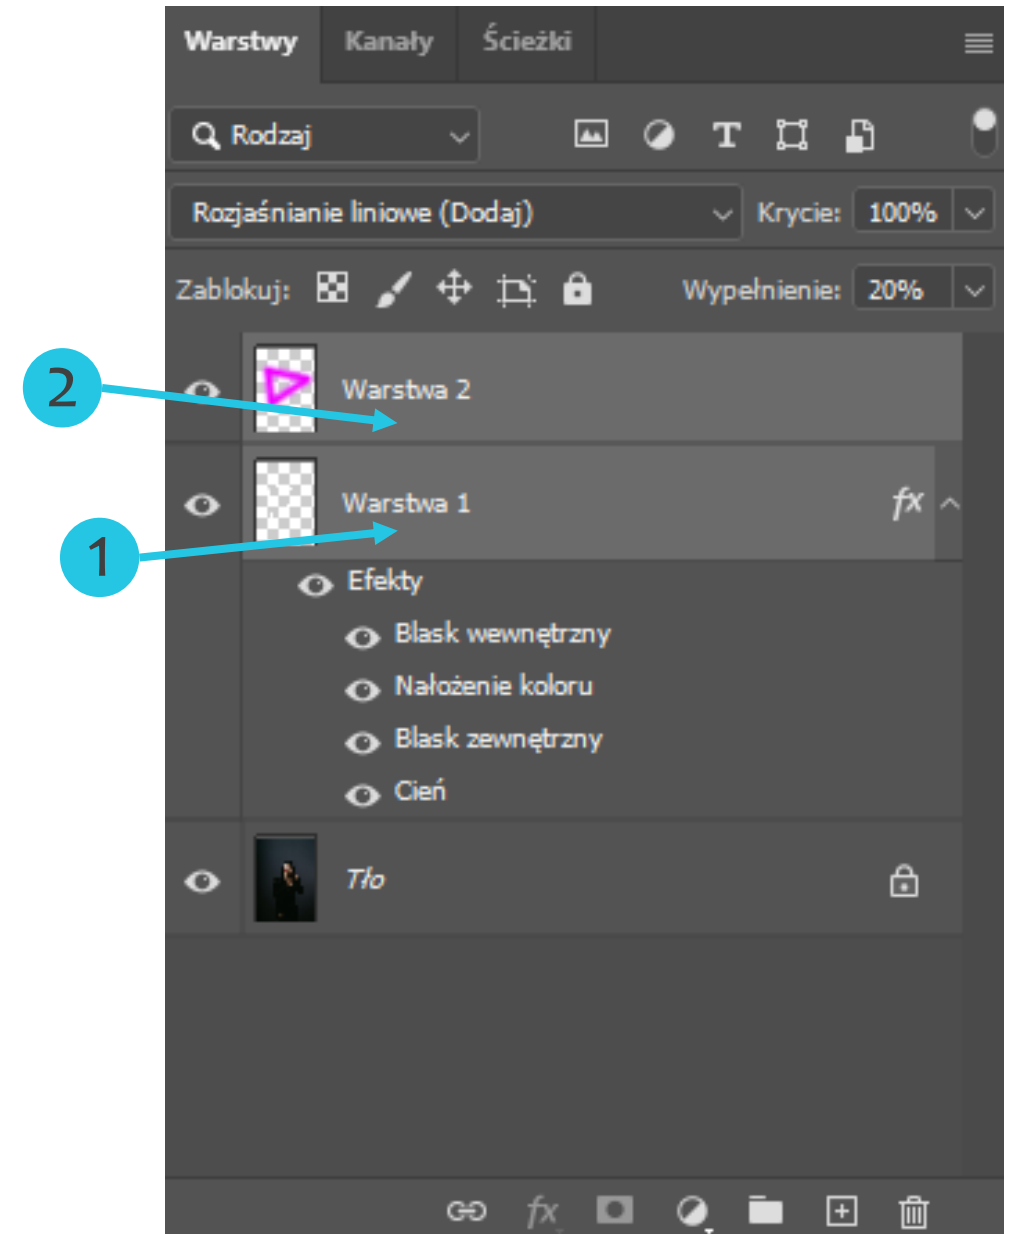 Warstwy Kanały Ścieżki
Rodzaj T
Rozjaśnianie liniowe (Dodaj) Krycie: 100%
Zablokuj: Wypełnienie: 20%
2 Warstwa 2
Warstwa 1 fx
1
Efekty
Blask wewnętrzny
Nałożenie koloru
Blask zewnętrzny
Cień
Tło
fx